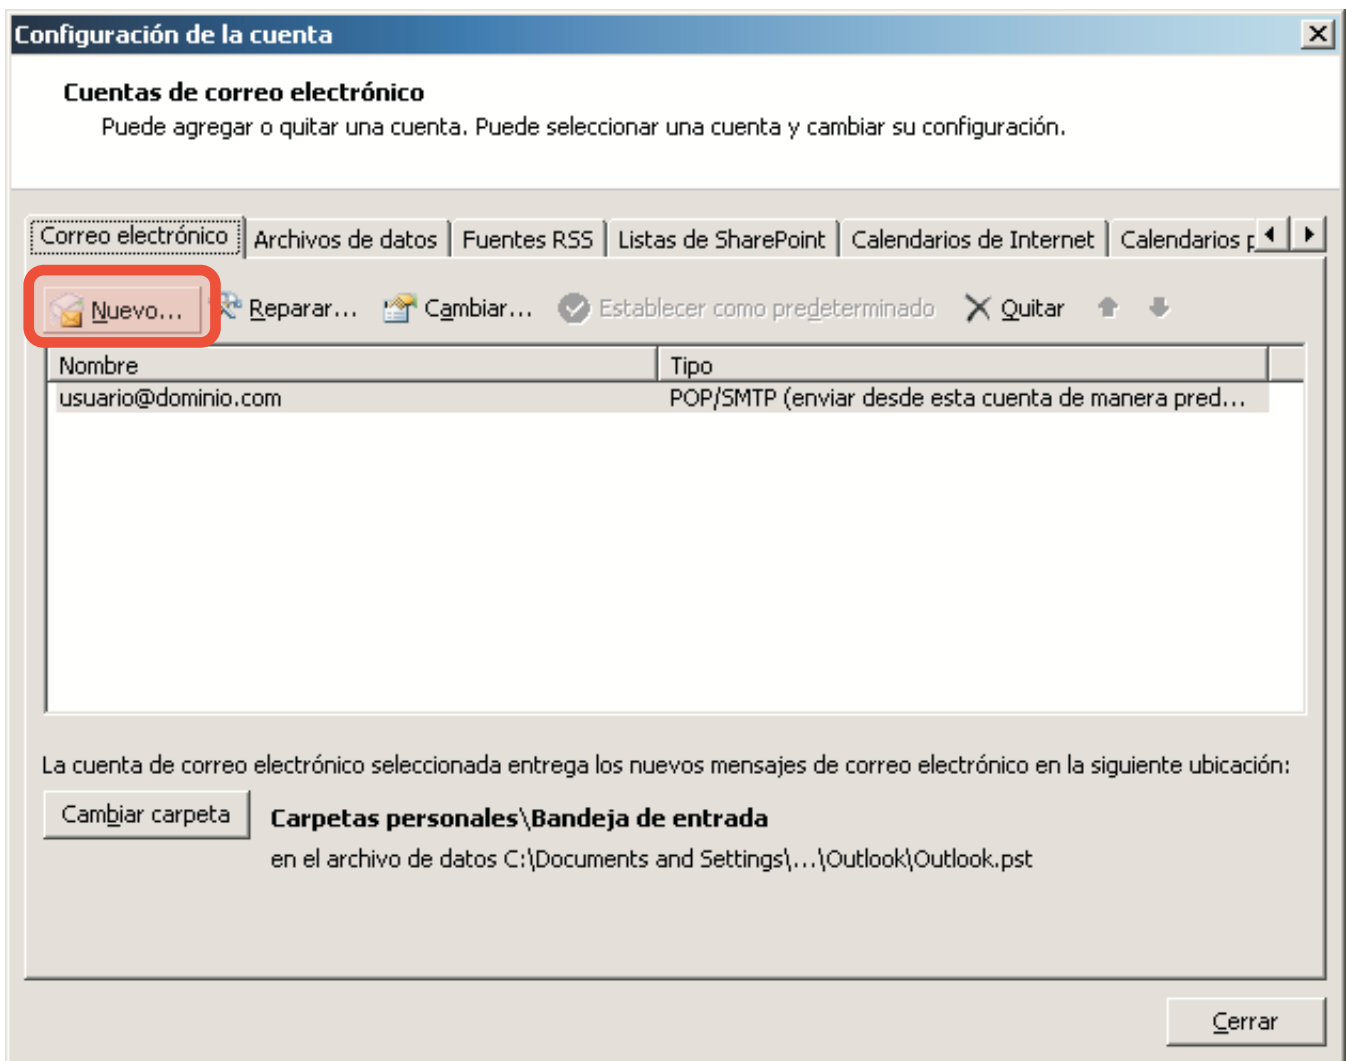 Configuración de la cuenta
Cuentas de correo electrónico
Puede agregar o quitar una cuenta. Puede seleccionar una cuenta y cambiar su configuración.
Correo electrónico Archivos de datos Fuentes RSS Listas de SharePoint Calendarios de Internet Calendarios p
Nuevo... Reparar... Cambiar... Establecer como predeterminado Quitar
Nombre Tipo
usuario@dominio.com POP/SMTP (enviar desde esta cuenta de manera pred...
La cuenta de correo electrónico seleccionada entrega los nuevos mensajes de correo electrónico en la siguiente ubicación:
Cambiar carpeta Carpetas personales\Bandeja de entrada
en el archivo de datos C:\Documents and Settings\...\Outlook\Outlook.pst
Cerrar